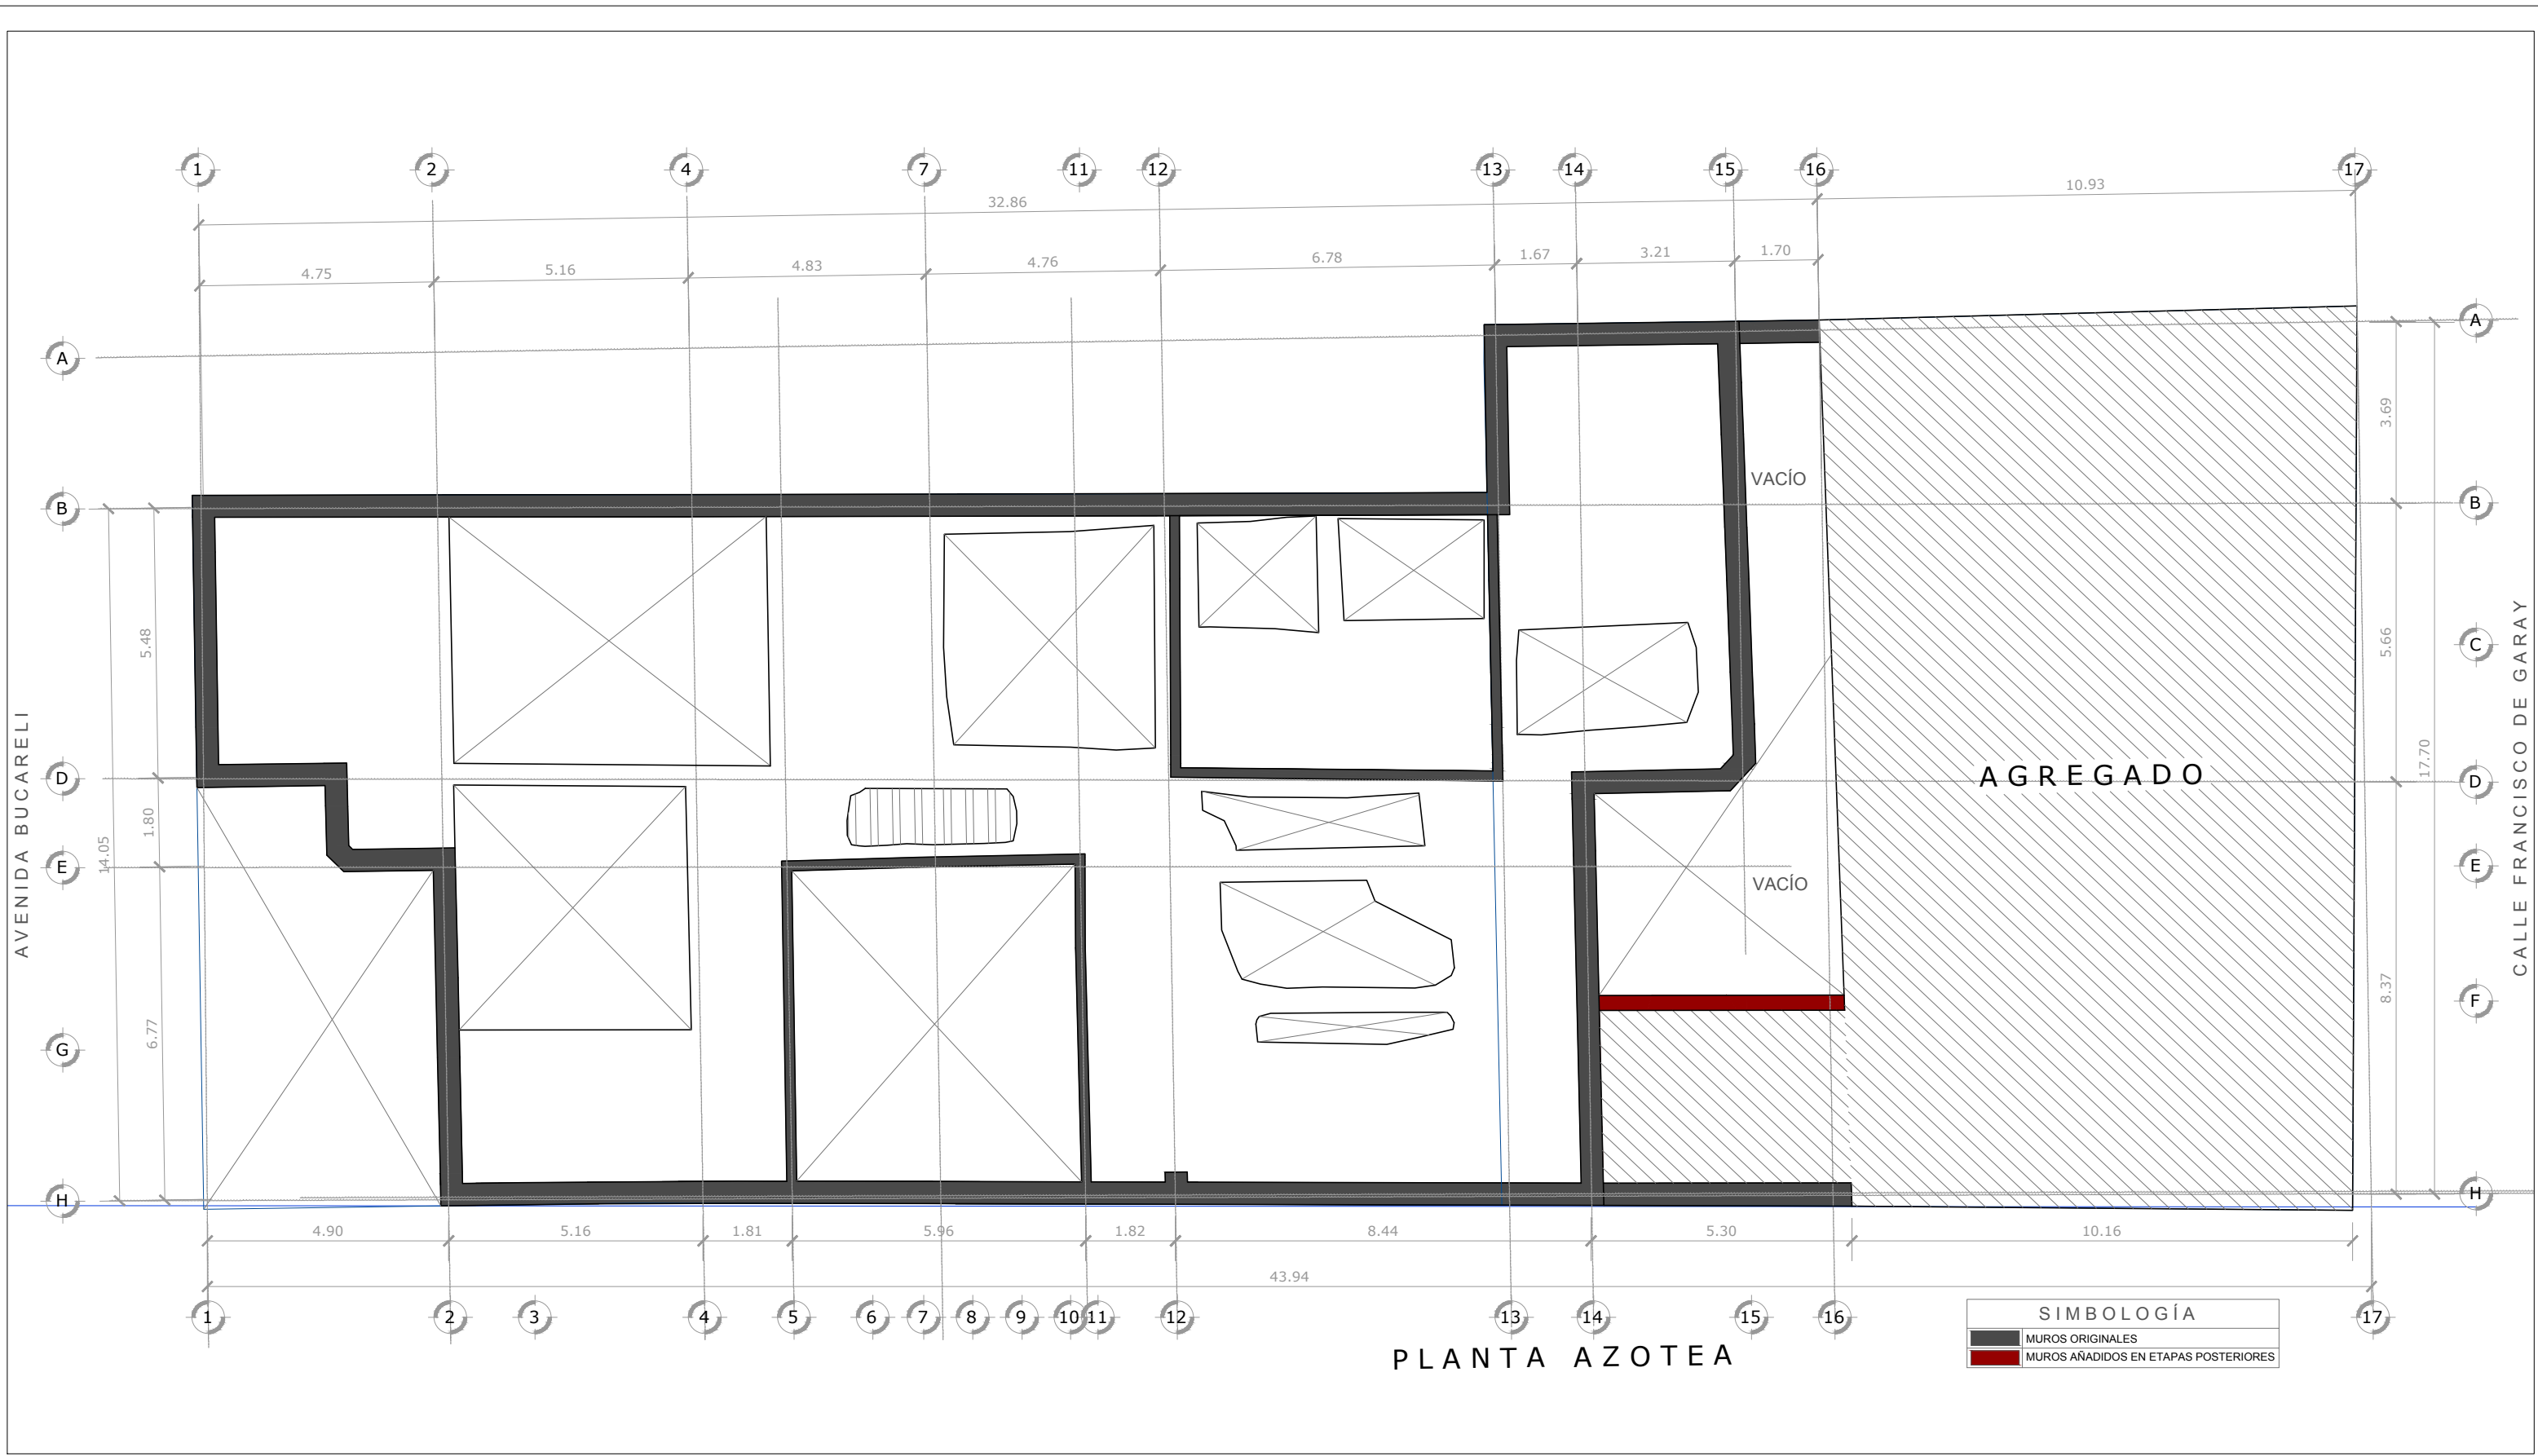 1 2 4 7 11 12 13 14 15 16 17
32.86 10.93
4.75 5.16 4.83 4.76 6.78 1.67 3.21 1.70
A A
3.69
VACÍO
B B
5.48
5.66
C
AVENIDA BUCARELI
CALLE FRANCISCO DE GARAY
17.70
AGREGADO
D D
1.80
14.05
E E
VACÍO
8.37
F
6.77
G
H H
4.90 5.16 1.81 5.96 1.82 8.44 5.30 10.16
43.94
1 2 3 4 5 6 7 8 9 10 11 12 13 14 15 16 17
PLANTA AZOTEA
SIMBOLOGÍA
MUROS ORIGINALES
MUROS AÑADIDOS EN ETAPAS POSTERIORES